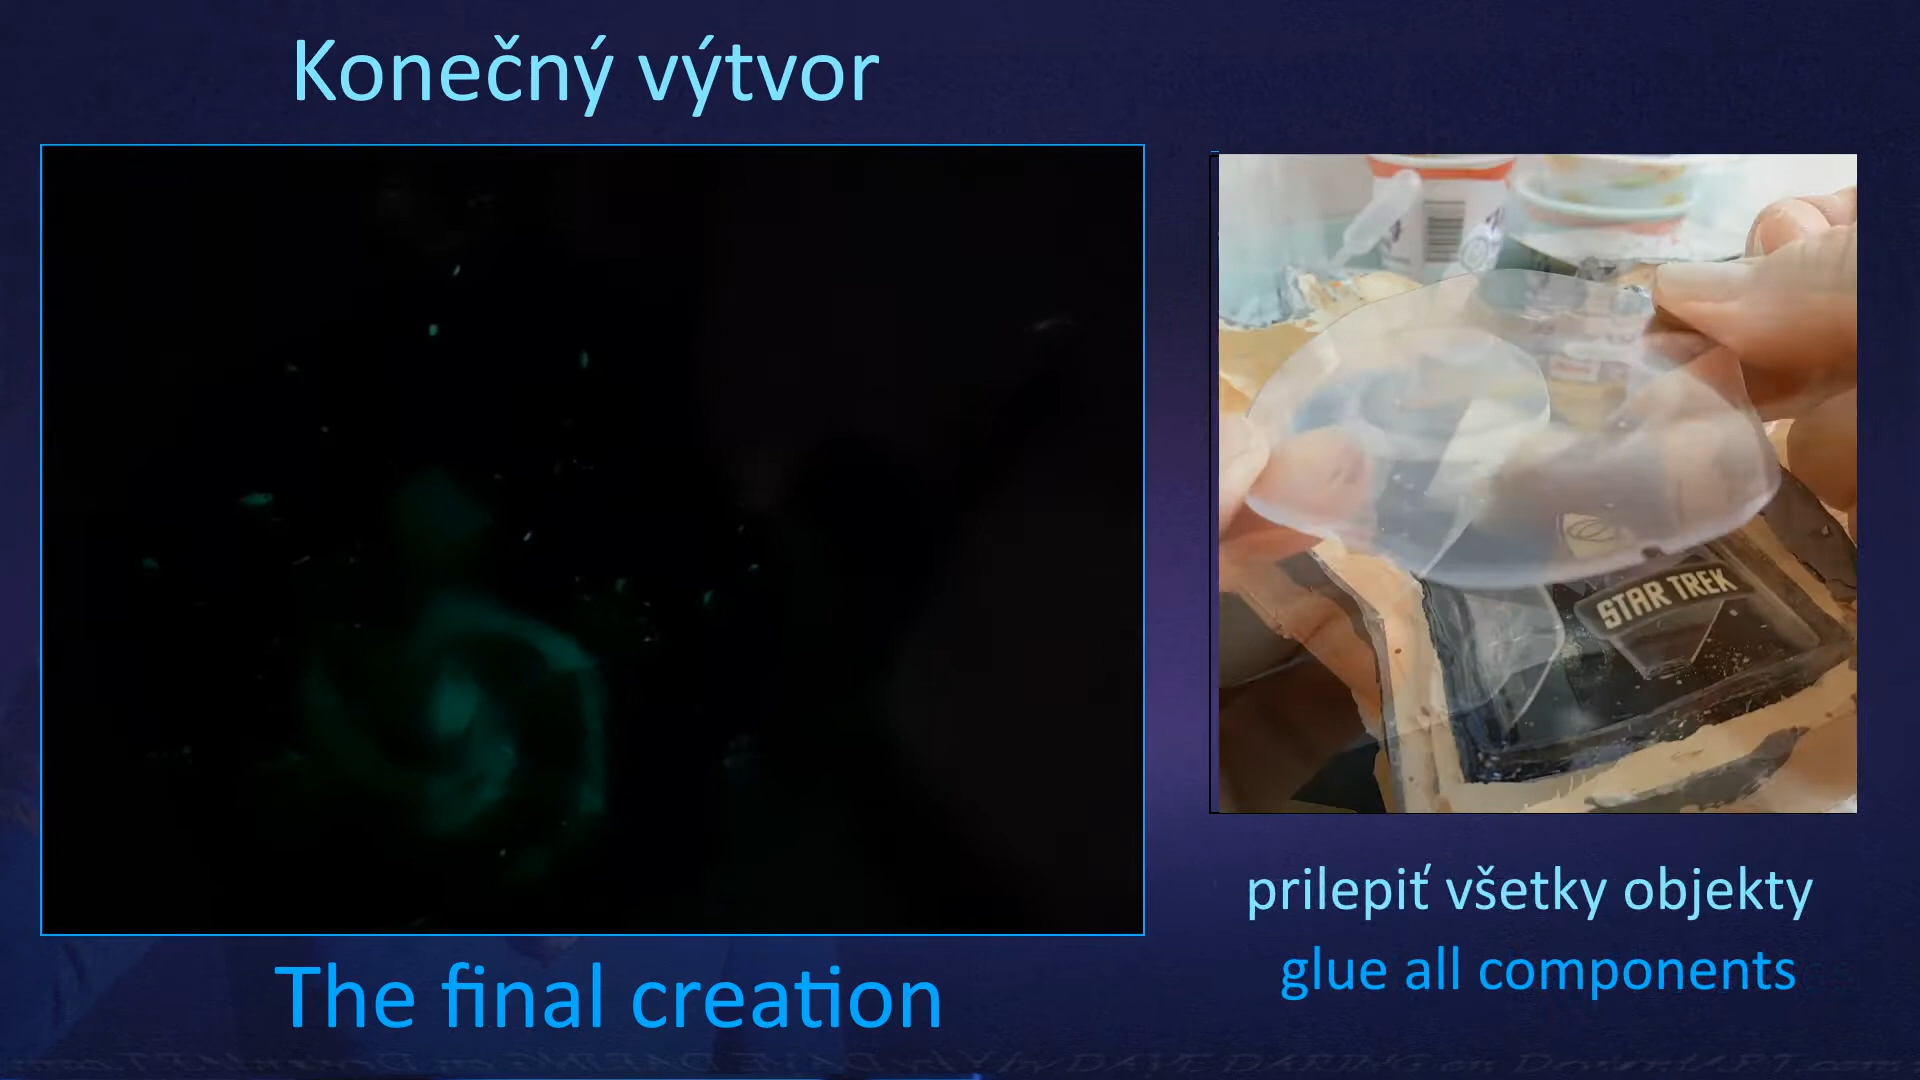 Konečný výtvor
STAR TREK
prilepiť všetky objekty
glue all components
The final creation